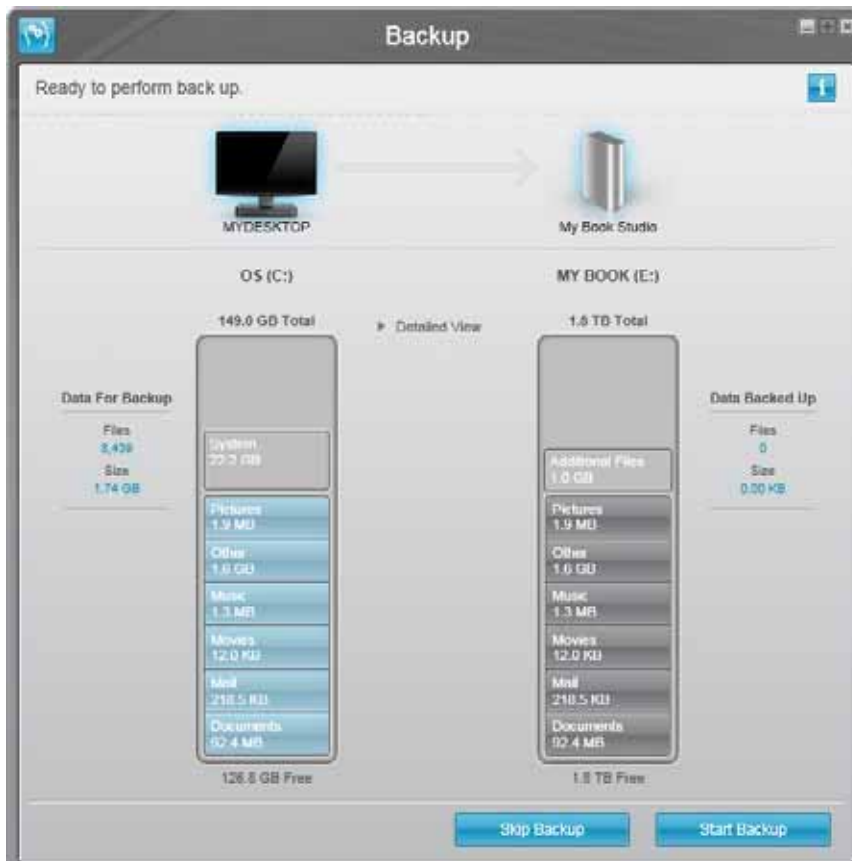 Backup
Ready to perform back up.
MYDESKTOP
My Book Studio
OS (C:)
MY BOOK (E:)
149.0 GB Total
Detailed View
1.8 TB Total
Data For Backup
Files
Size
1.74 GB
System
22.2 GB
Pictures
1.9 MB
Other
1.6 GB
Music
1.3 MB
Movies
12.0 KB
Mail
218.5 KB
Documents
92.4 MB
126.8 GB Free
Additional Files
1.0 GB
Pictures
1.9 MB
Other
1.6 GB
Music
1.3 MB
Movies
12.0 KB
Mail
218.5 KB
Documents
92.4 MB
1.8 TB Free
Data Backed Up
Files
0
Size
0.00 KB
Skip Backup
Start Backup